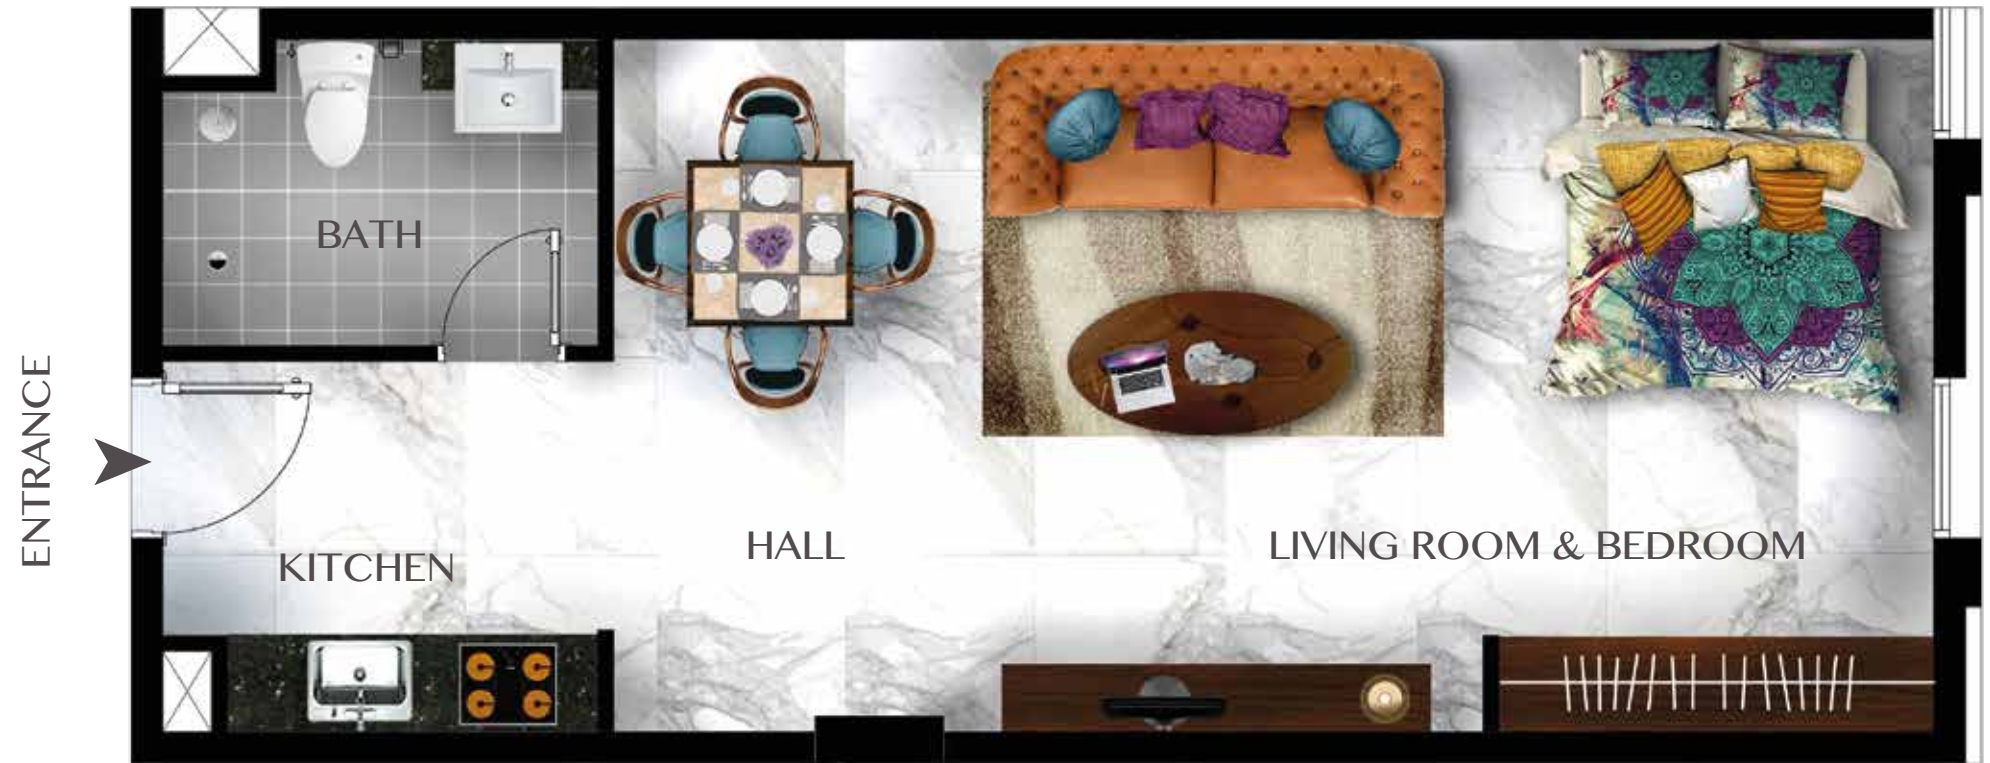 BATH
ENTRANCE
KITCHEN
HALL
LIVING ROOM & BEDROOM